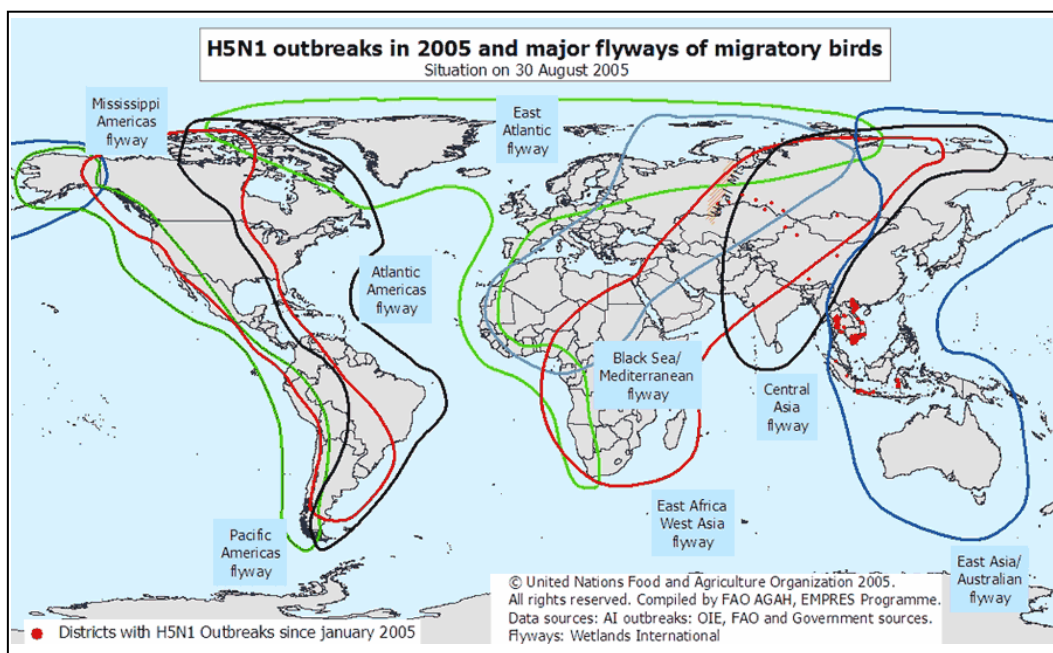 H5N1 outbreaks in 2005 and major flyways of migratory birds
Situation on 30 August 2005
Mississippi
Americas
flyway
East
Atlantic
flyway
Atlantic
Americas
flyway
Black Sea/
Mediterranean
flyway
Central
Asia
flyway
Pacific
Americas
flyway
East Africa
West Asia
flyway
East Asia/
Australian
flyway
© United Nations Food and Agriculture Organization 2005.
All rights reserved. Compiled by FAO AGAH, EMPRES Programme.
Data sources: AI outbreaks: OIE, FAO and Government sources.
Flyways: Wetlands International
Districts with H5N1 Outbreaks since january 2005